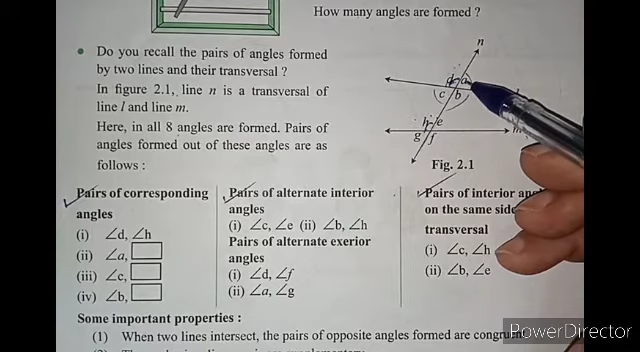 How many angles are formed ?
• Do you recall the pairs of angles formed
by two lines and their transversal ?
In figure 2.1, line n is a transversal of
line l and line m.
Here, in all 8 angles are formed. Pairs of
angles formed out of these angles are as
follows :
n
d a
c b
h e
g f
m
Fig. 2.1
Pairs of corresponding
angles
(i) ∠d, ∠h
(ii) ∠a,
(iii) ∠c,
(iv) ∠b,
Pairs of alternate interior
angles
(i) ∠c, ∠e (ii) ∠b, ∠h
Pairs of alternate exerior
angles
(i) ∠d, ∠f
(ii) ∠a, ∠g
Pairs of interior
on the same side
transversal
(i) ∠c, ∠h
(ii) ∠b, ∠e
Some important properties :
(1) When two lines intersect, the pairs of opposite angles formed are congruent
PowerDirector